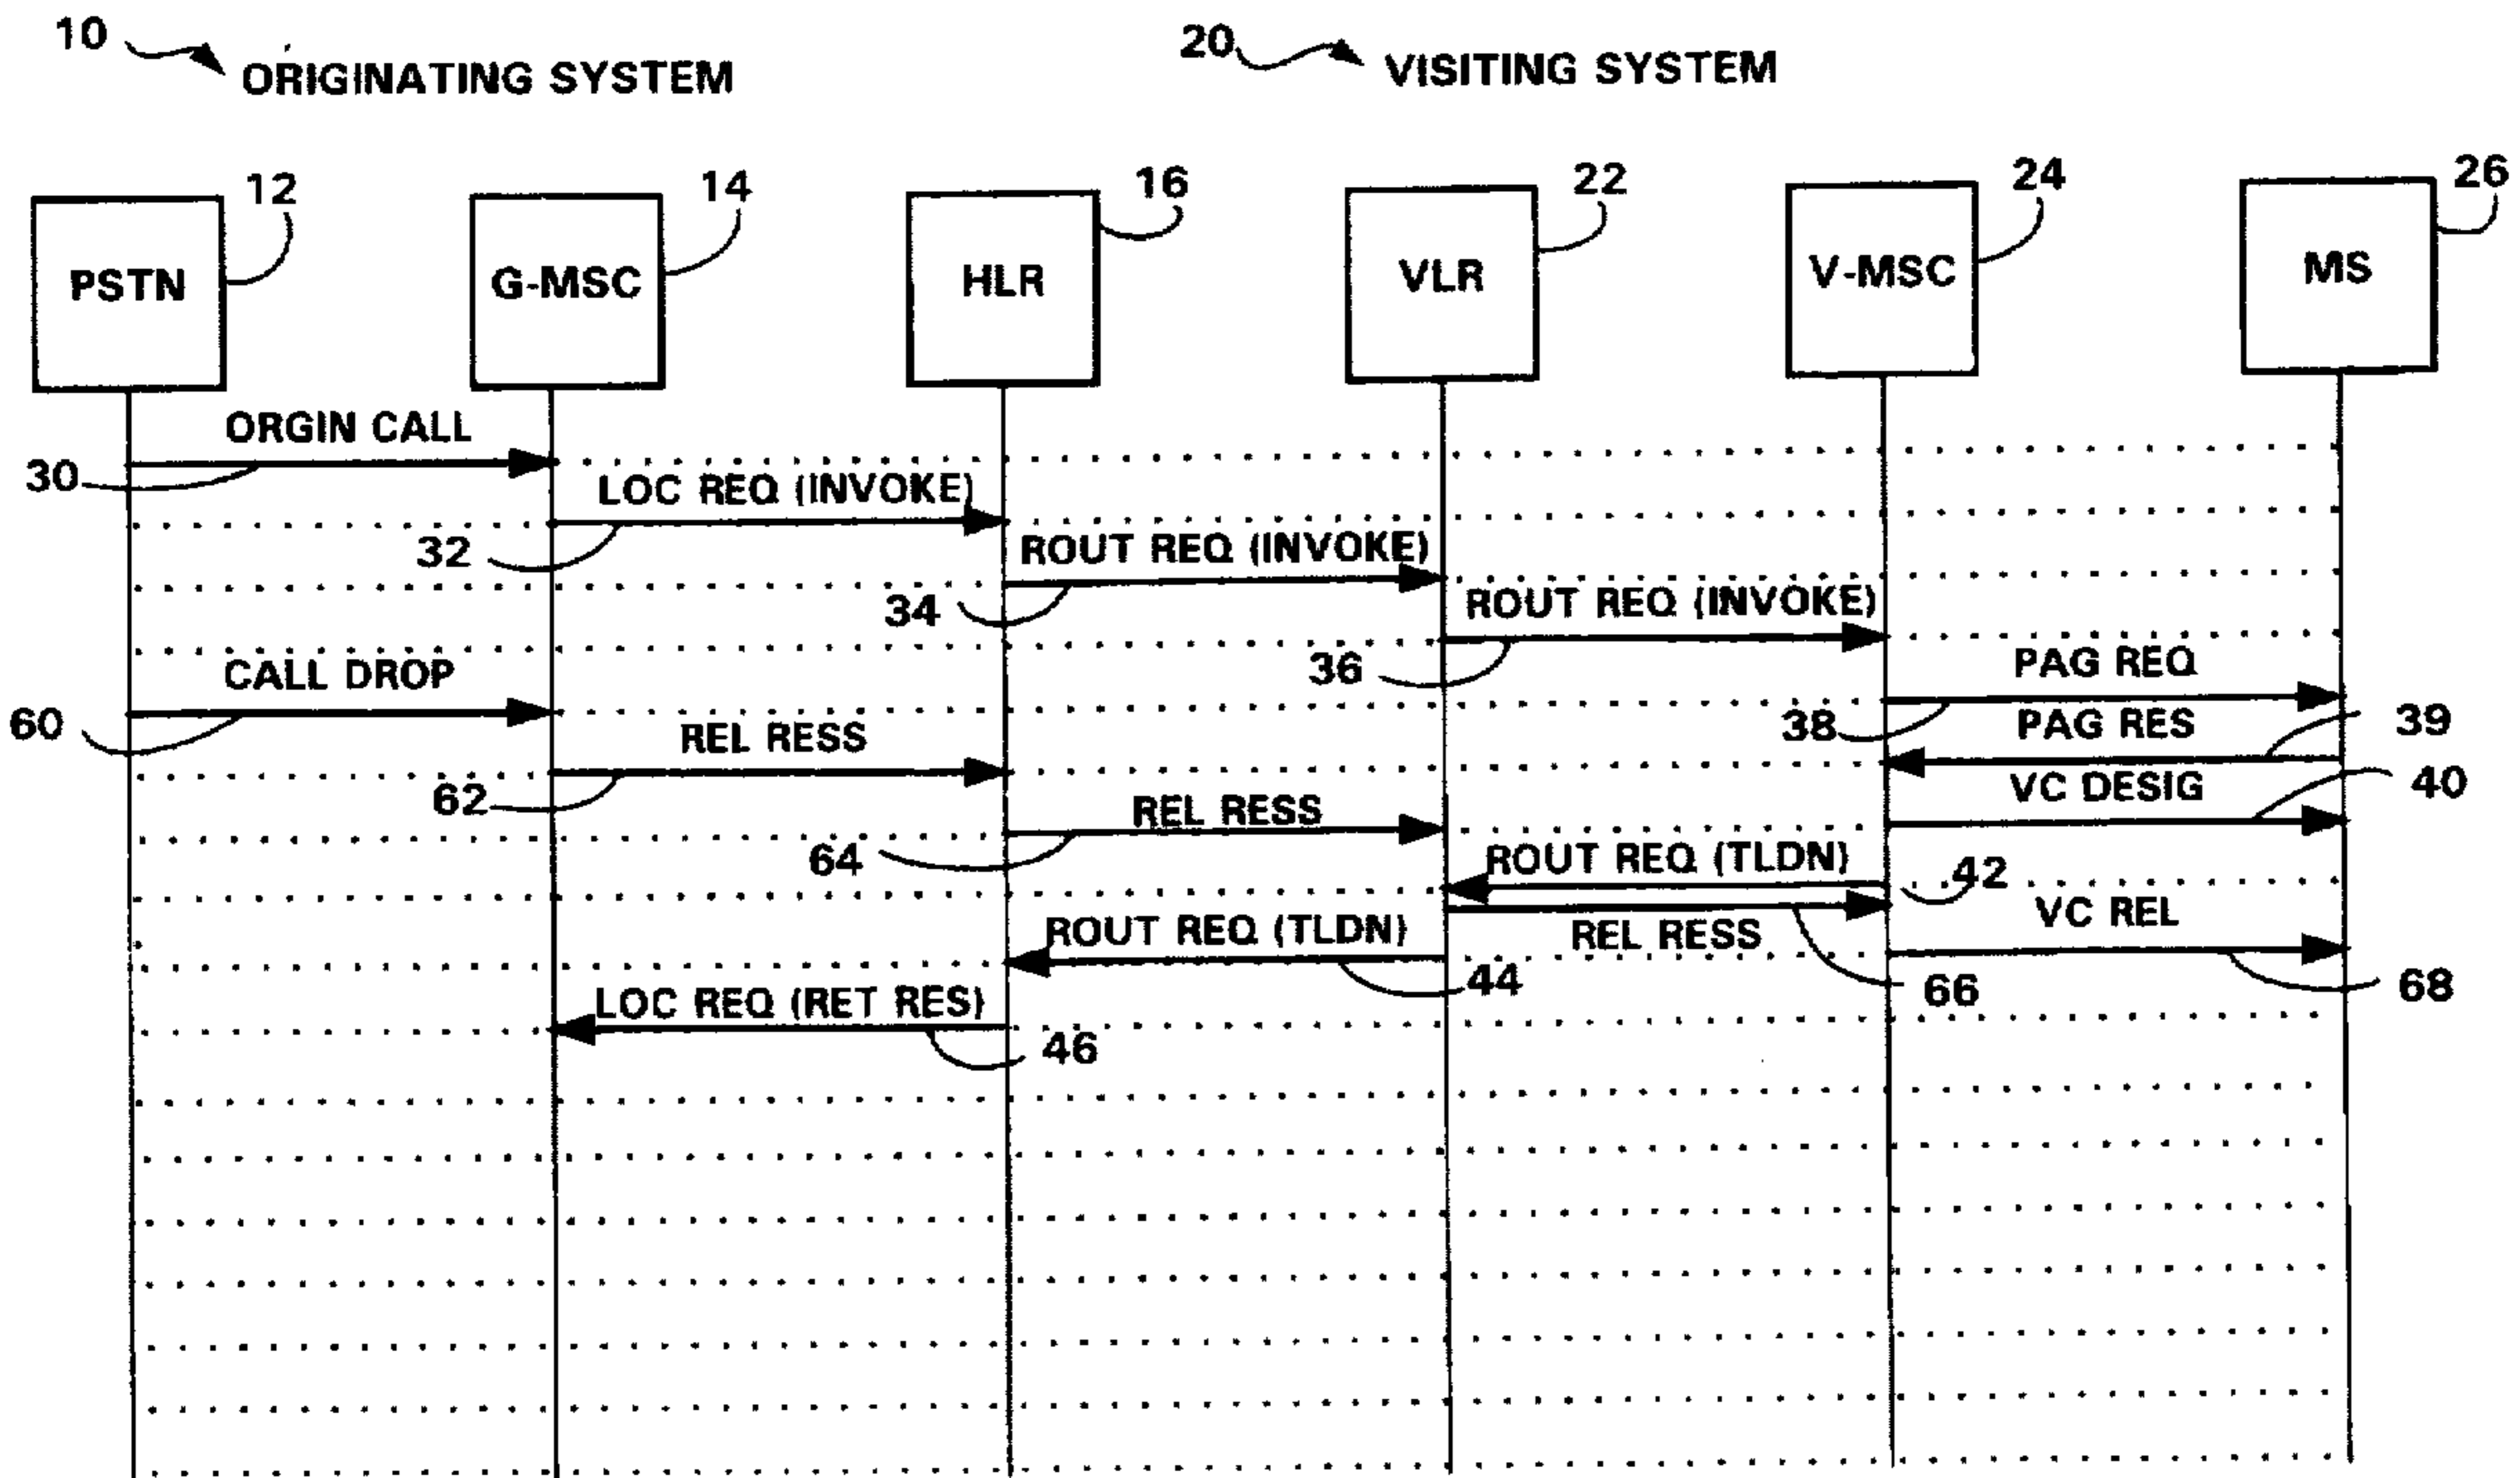 10 ORIGINATING SYSTEM
20 VISITING SYSTEM
12
14
16
22
24
26
PSTN
G-MSC
HLR
VLR
V-MSC
MS
ORGIN CALL
30
LOC REQ (INVOKE)
32
ROUT REQ (INVOKE)
34
ROUT REQ (INVOKE)
36
PAG REQ
38
CALL DROP
60
PAG RES
39
REL RESS
62
VC DESIG
40
REL RESS
64
ROUT REQ (TLDN)
42
REL RESS
66
VC REL
68
ROUT REQ (TLDN)
44
LOC REQ (RET RES)
46